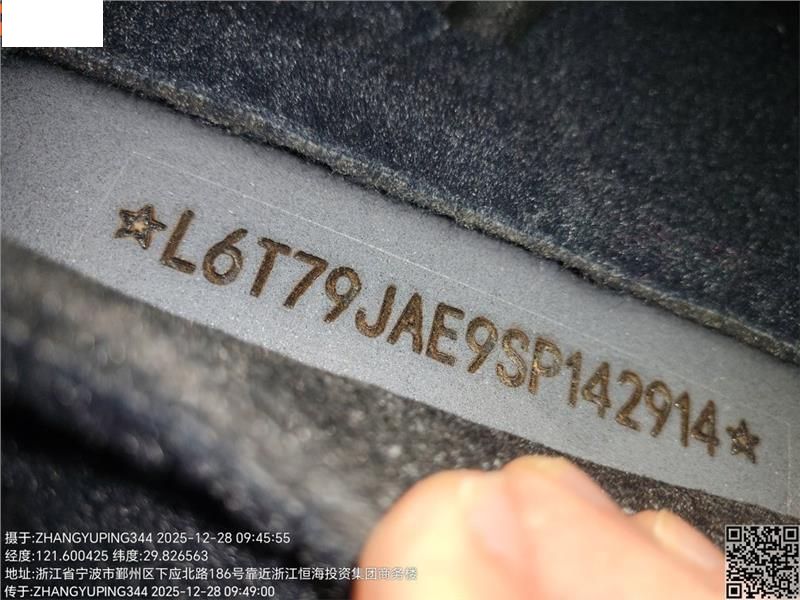 ☆L6T79JAE9SP142914☆
摄于:ZHANGYUPING344 2025-12-28 09:45:55
经度:121.600425 纬度:29.826563
地址:浙江省宁波市鄞州区下应北路186号靠近浙江恒海投资集团商务楼
传于:ZHANGYUPING344 2025-12-28 09:49:00